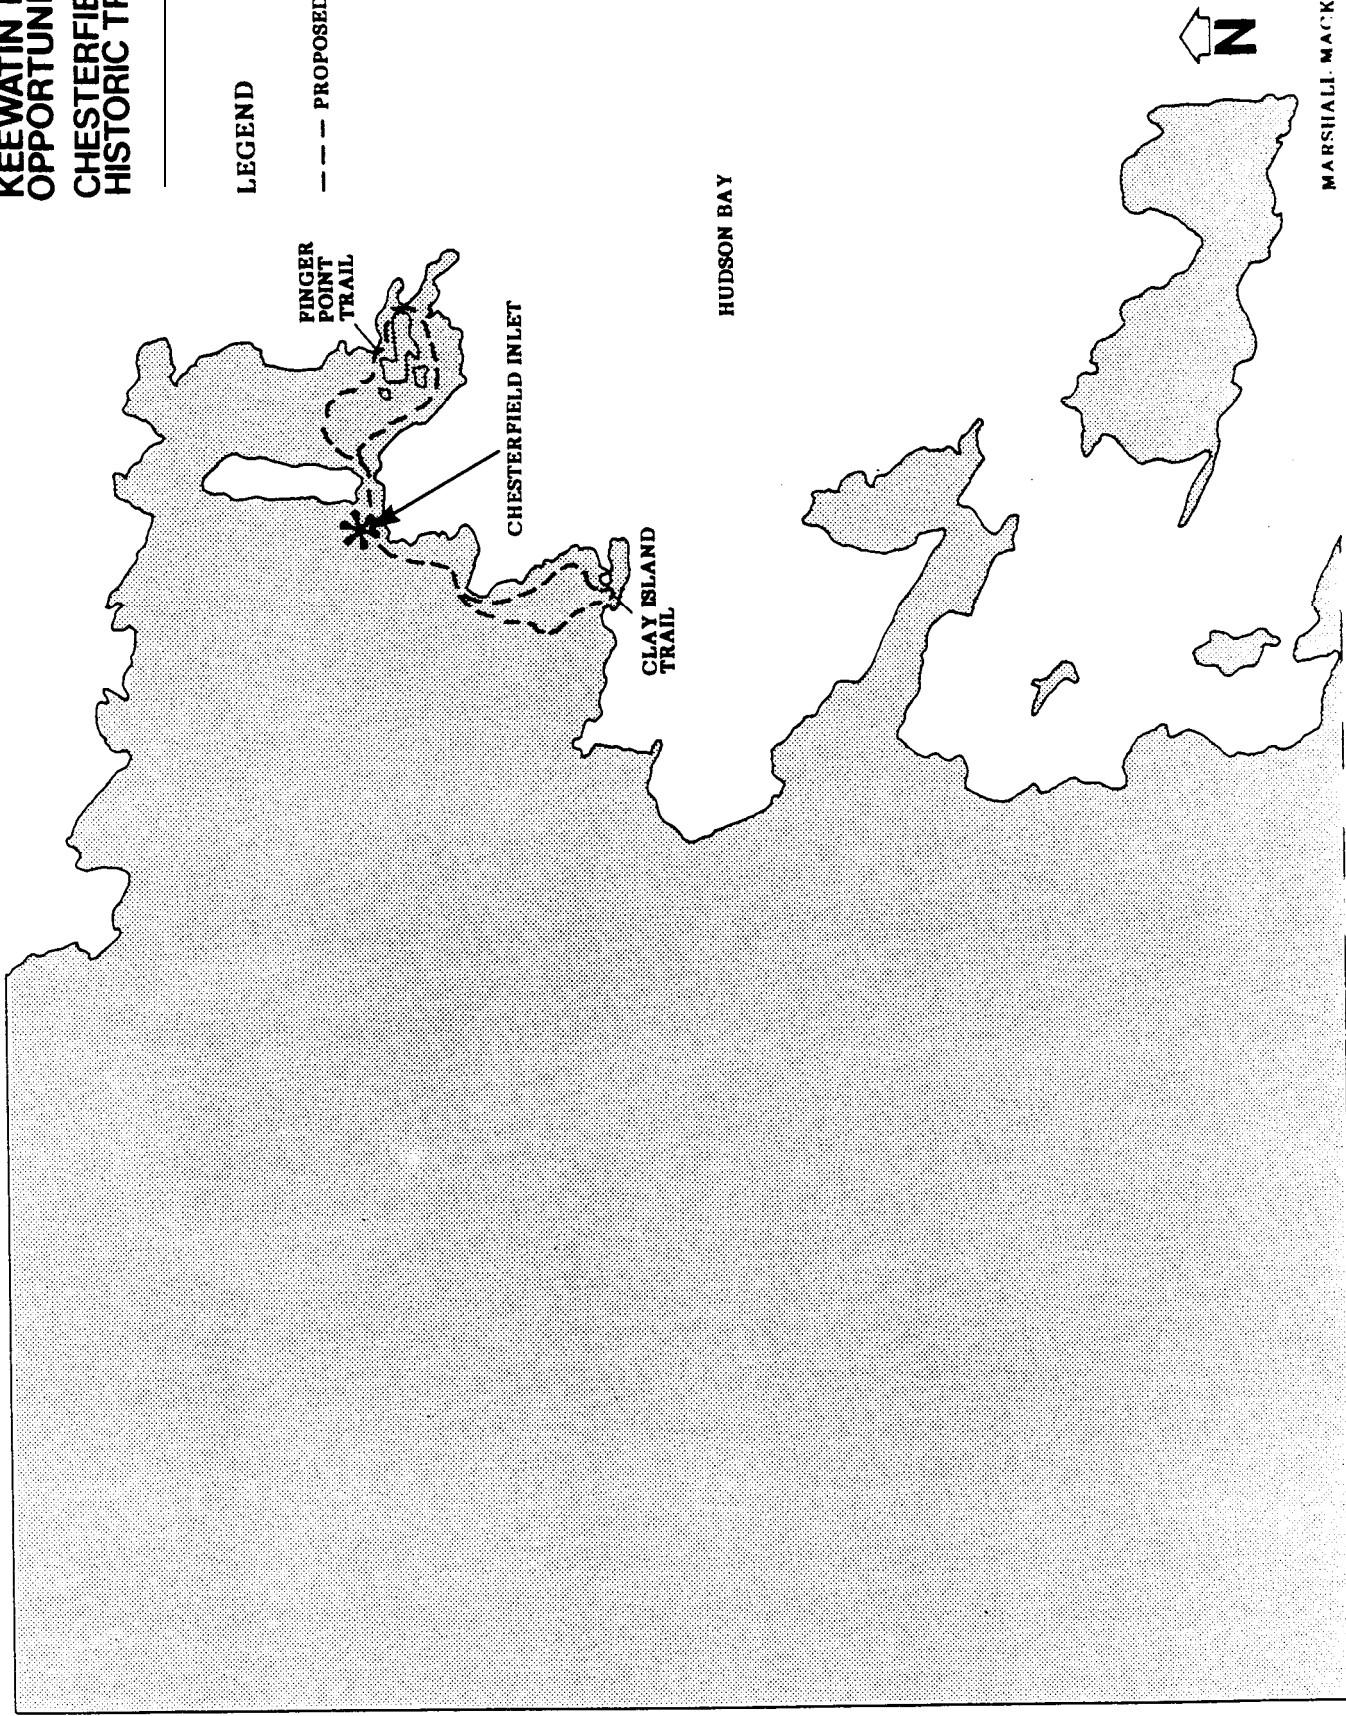 KEEWATIN
OPPORTUNI
CHESTERFIE
HISTORIC TR
LEGEND
--- PROPOSED
FINGER
POINT
TRAIL
CHESTERFIELD INLET
HUDSON BAY
CLAY ISLAND
TRAIL
N
MARSHALL MACK